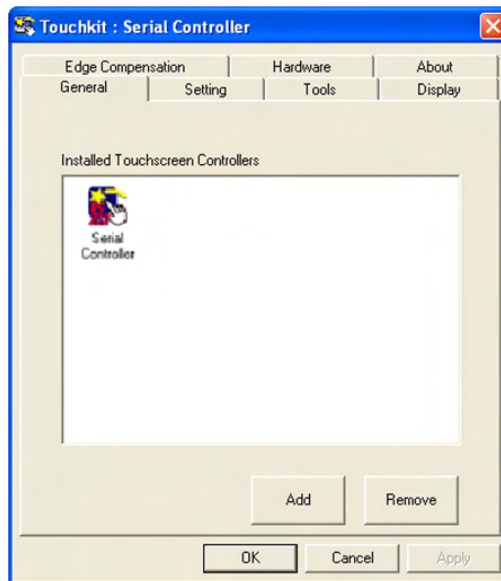 Touchkit : Serial Controller
Edge Compensation Hardware About
General Setting Tools Display
Installed Touchscreen Controllers
Serial
Controller
Add Remove
OK Cancel Apply